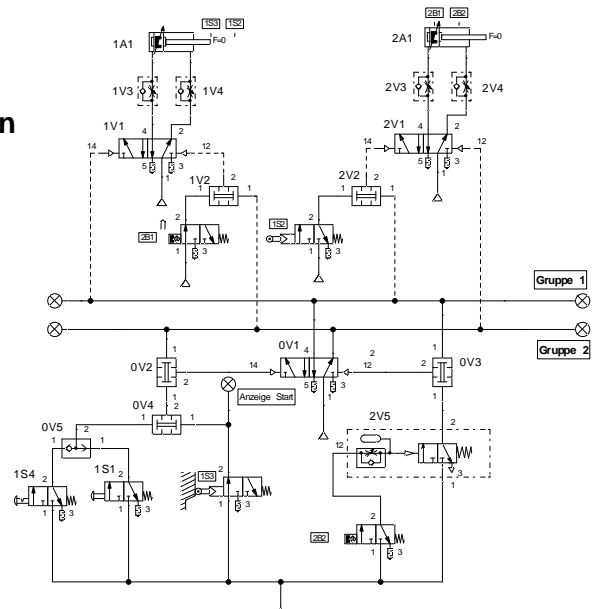 1S3 1S2
1A1
F=0
2B1 2B2
2A1
F=0
n
1V3 1V4
2V3 2V4
1V1 4 2
14 12
5 3
1
2V1 4 2
14 12
5 3
1
1V2 2
1 1
2V2 2
1 1
2B1 2
1 3
1S2 2
1 3
Gruppe 1
Gruppe 2
1 0V2 2
1
0V1 4 2
14 12
5 3
1
1 2 0V3
1
Anzeige Start
0V4 2
1 1
0V5 2
1 1
1S4 2
1 3
1S1 2
1 3
1S3 2
1 3
2V5
12 2
3
1
2B2 2
1 3